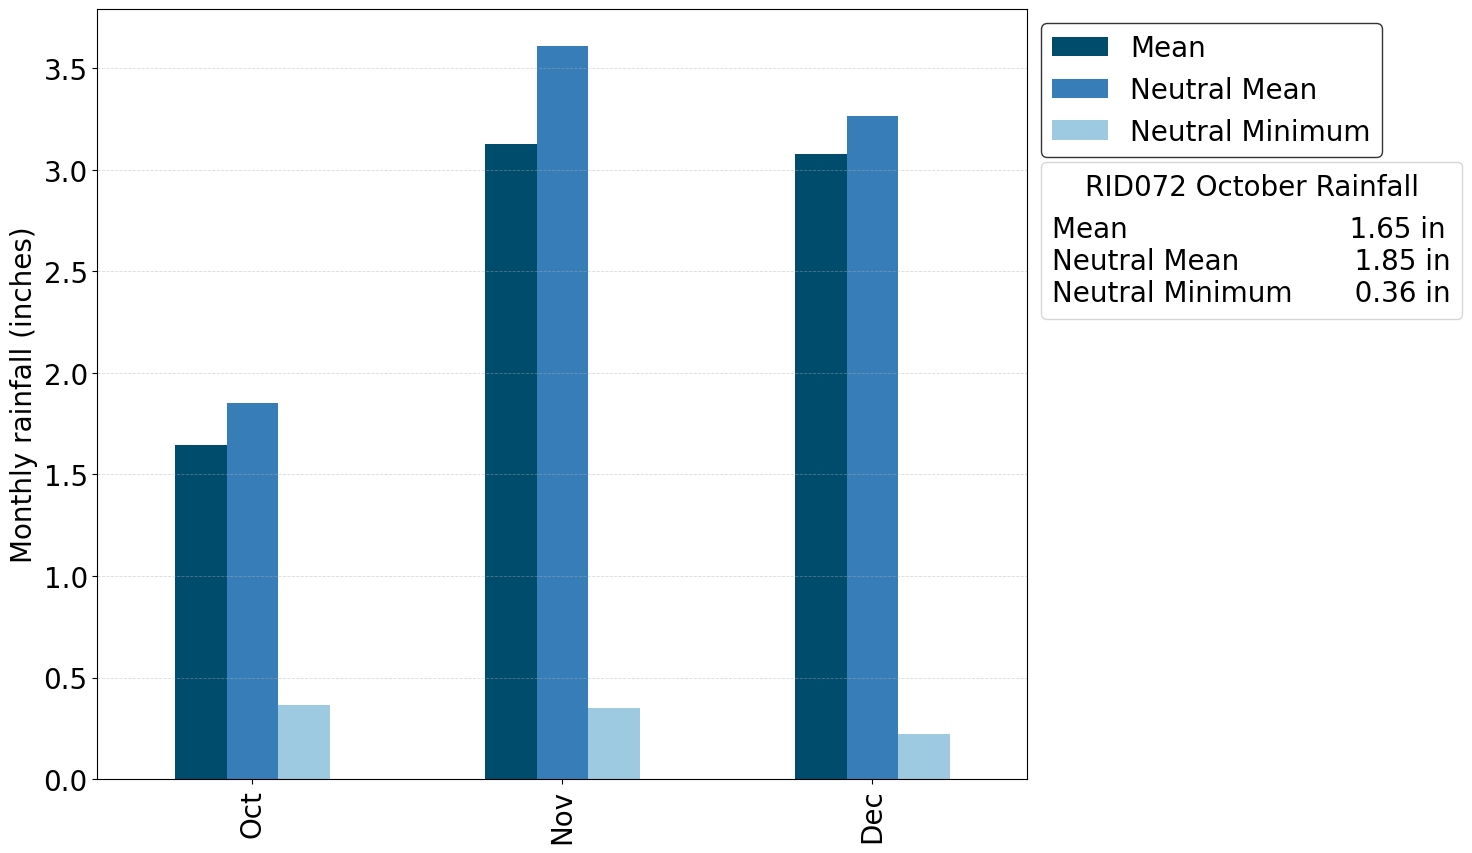 Monthly rainfall (inches)
3.5
3.0
2.5
2.0
1.5
1.0
0.5
0.0
Oct
Nov
Dec
Mean
Neutral Mean
Neutral Minimum
RID072 October Rainfall
Mean 1.65 in
Neutral Mean 1.85 in
Neutral Minimum 0.36 in